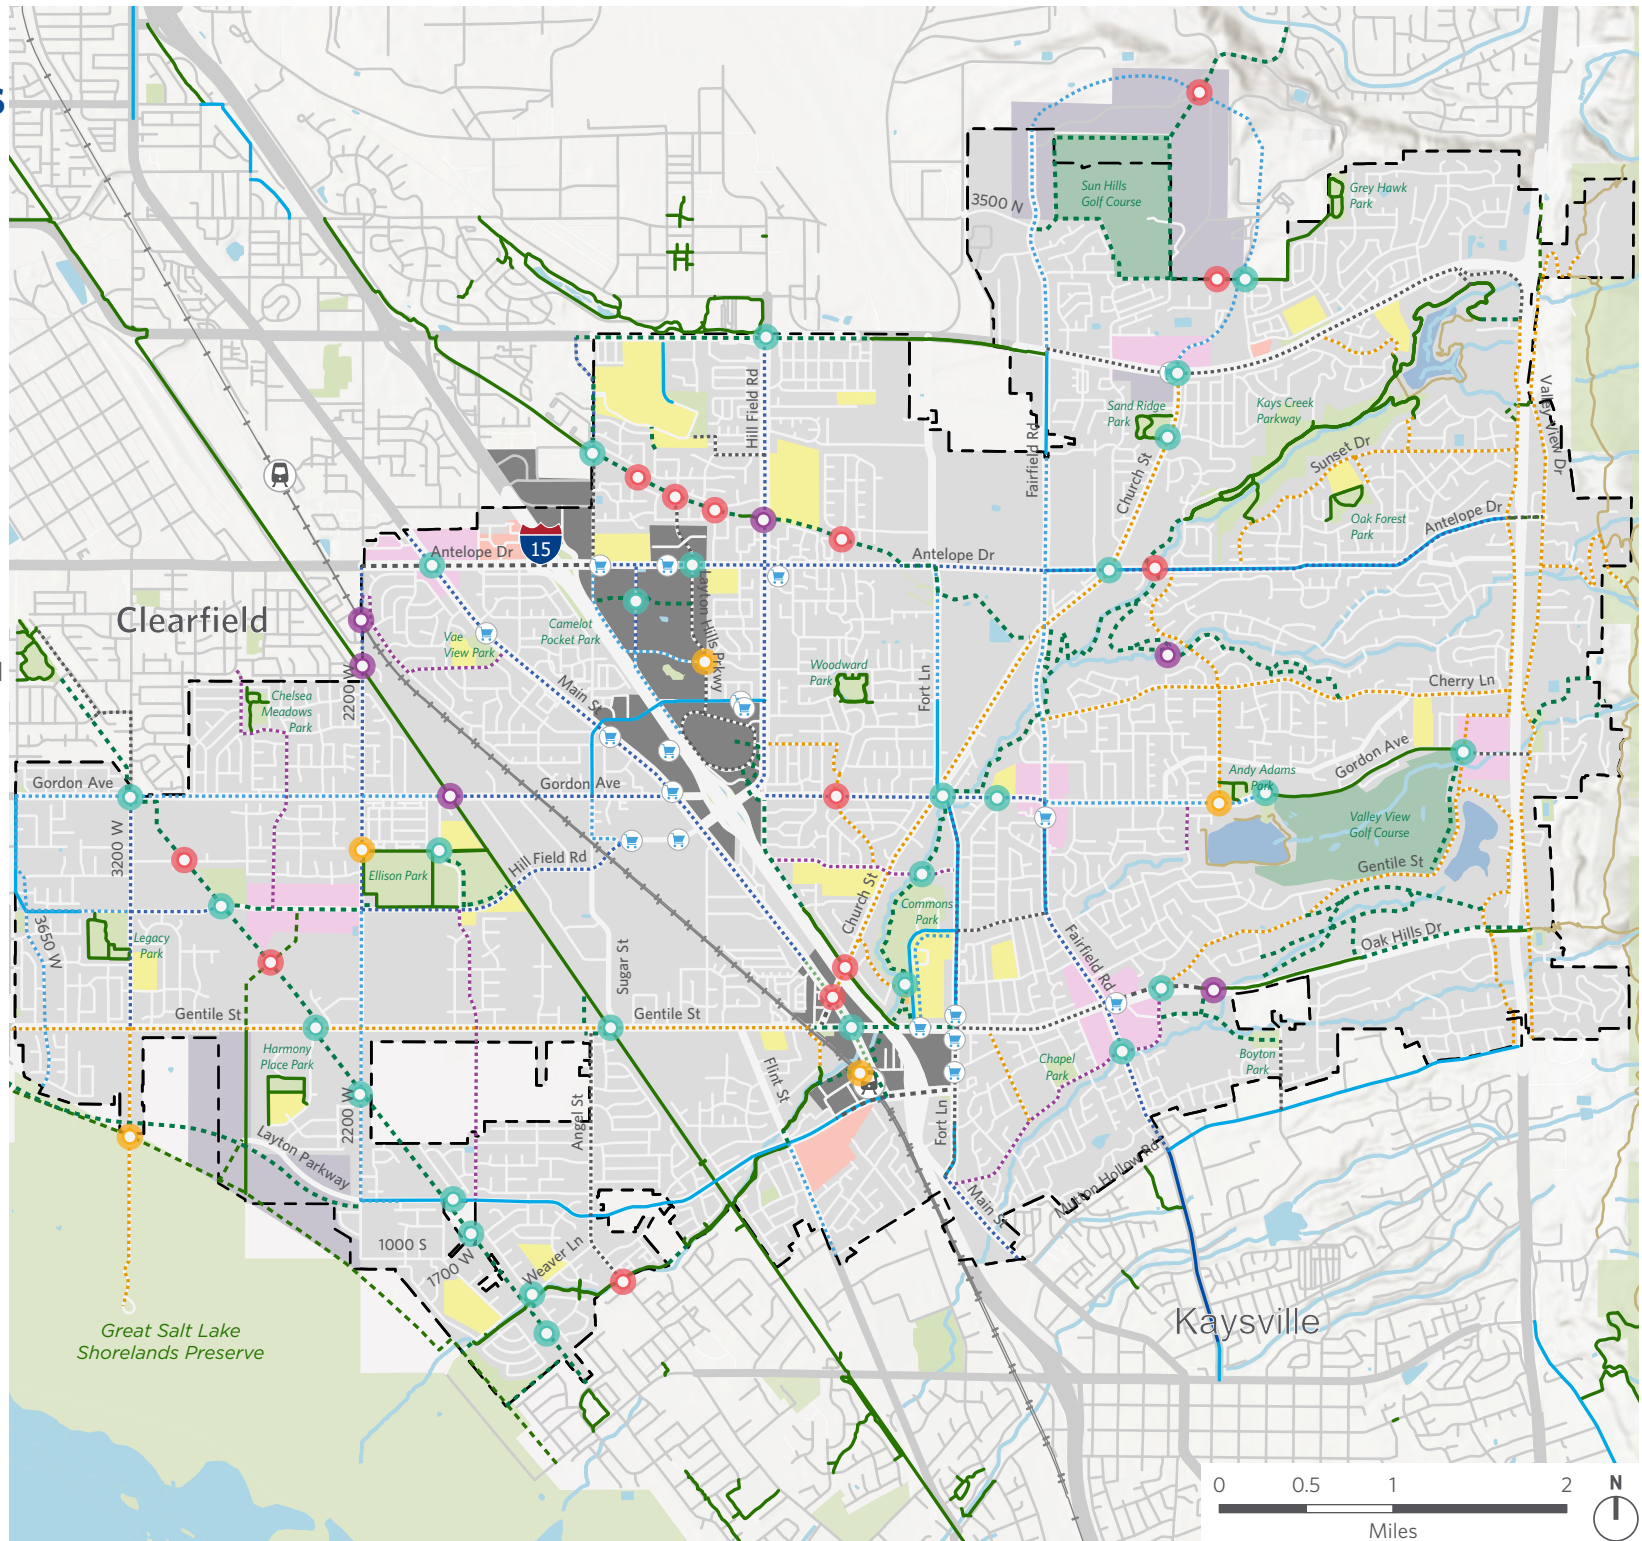 Sun Hills
Golf Course
Grey Hawk
Park
3500 N
Hill Field Rd
Fairfield Rd
Sand Ridge
Park
Kays Creek
Parkway
Valley View Dr
Church St
Sunset Dr
Oak Forest
Park
Antelope Dr
15
Antelope Dr
Antelope Dr
Clearfield
Camelot
Pocket Park
Layton Hills Prkwy
Vae
View Park
Woodward
Park
Fort Ln
Cherry Ln
2200 W
Chelsea
Meadows
Park
Main St
Gordon Ave
Andy Adams
Park
Gordon Ave
Gordon Ave
Valley View
Golf Course
3200 W
Hill Field Rd
Gentile St
Ellison Park
Church St
Commons
Park
3650 W
Legacy
Park
Sugar St
Fairfield Rd
Oak Hills Dr
Gentile St
Gentile St
Harmony
Place Park
Flint St
Chapel
Park
Boyton
Park
2200 W
Angel St
Fort Ln
Layton Parkway
Mutton Hollow Rd
Main St
1000 S
1700 W
Weaver Ln
Great Salt Lake
Shorelands Preserve
Kaysville
0 0.5 1 2
Miles
N